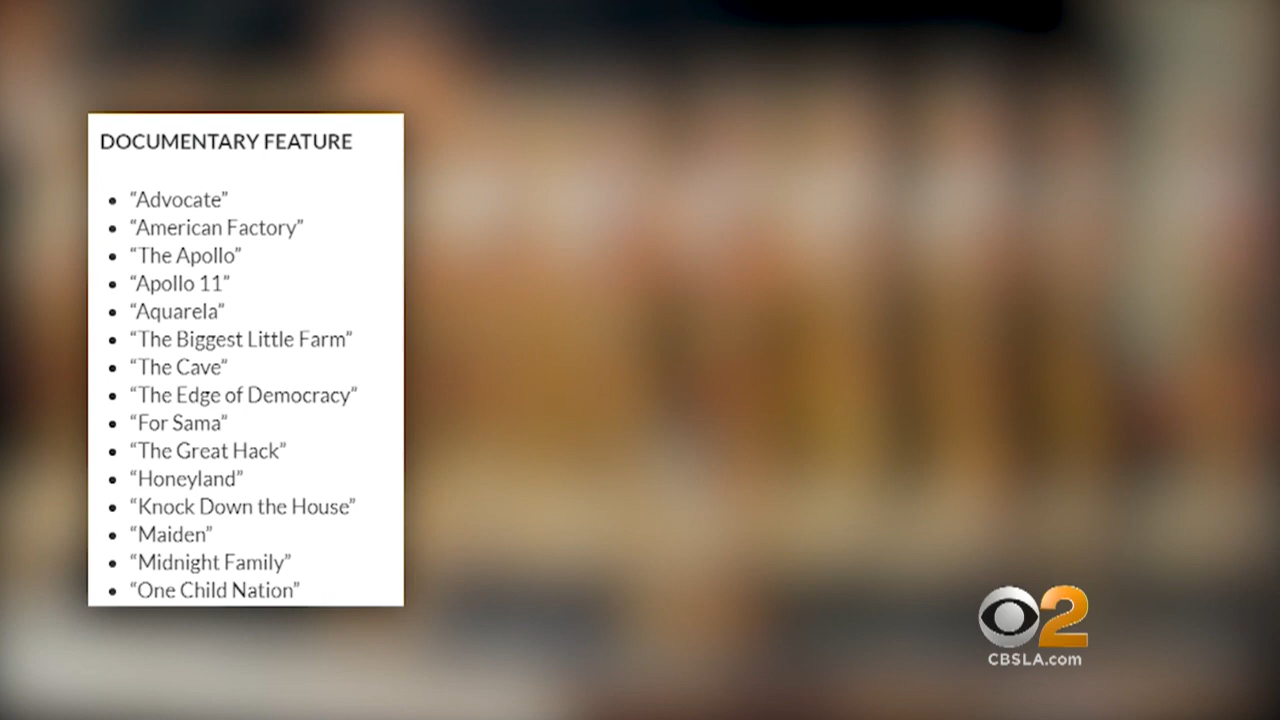 DOCUMENTARY FEATURE
• “Advocate”
• “American Factory”
• “The Apollo”
• “Apollo 11”
• “Aquarela”
• “The Biggest Little Farm”
• “The Cave”
• “The Edge of Democracy”
• “For Sama”
• “The Great Hack”
• “Honeyland”
• “Knock Down the House”
• “Maiden”
• “Midnight Family”
• “One Child Nation”
2
CBSLA.com